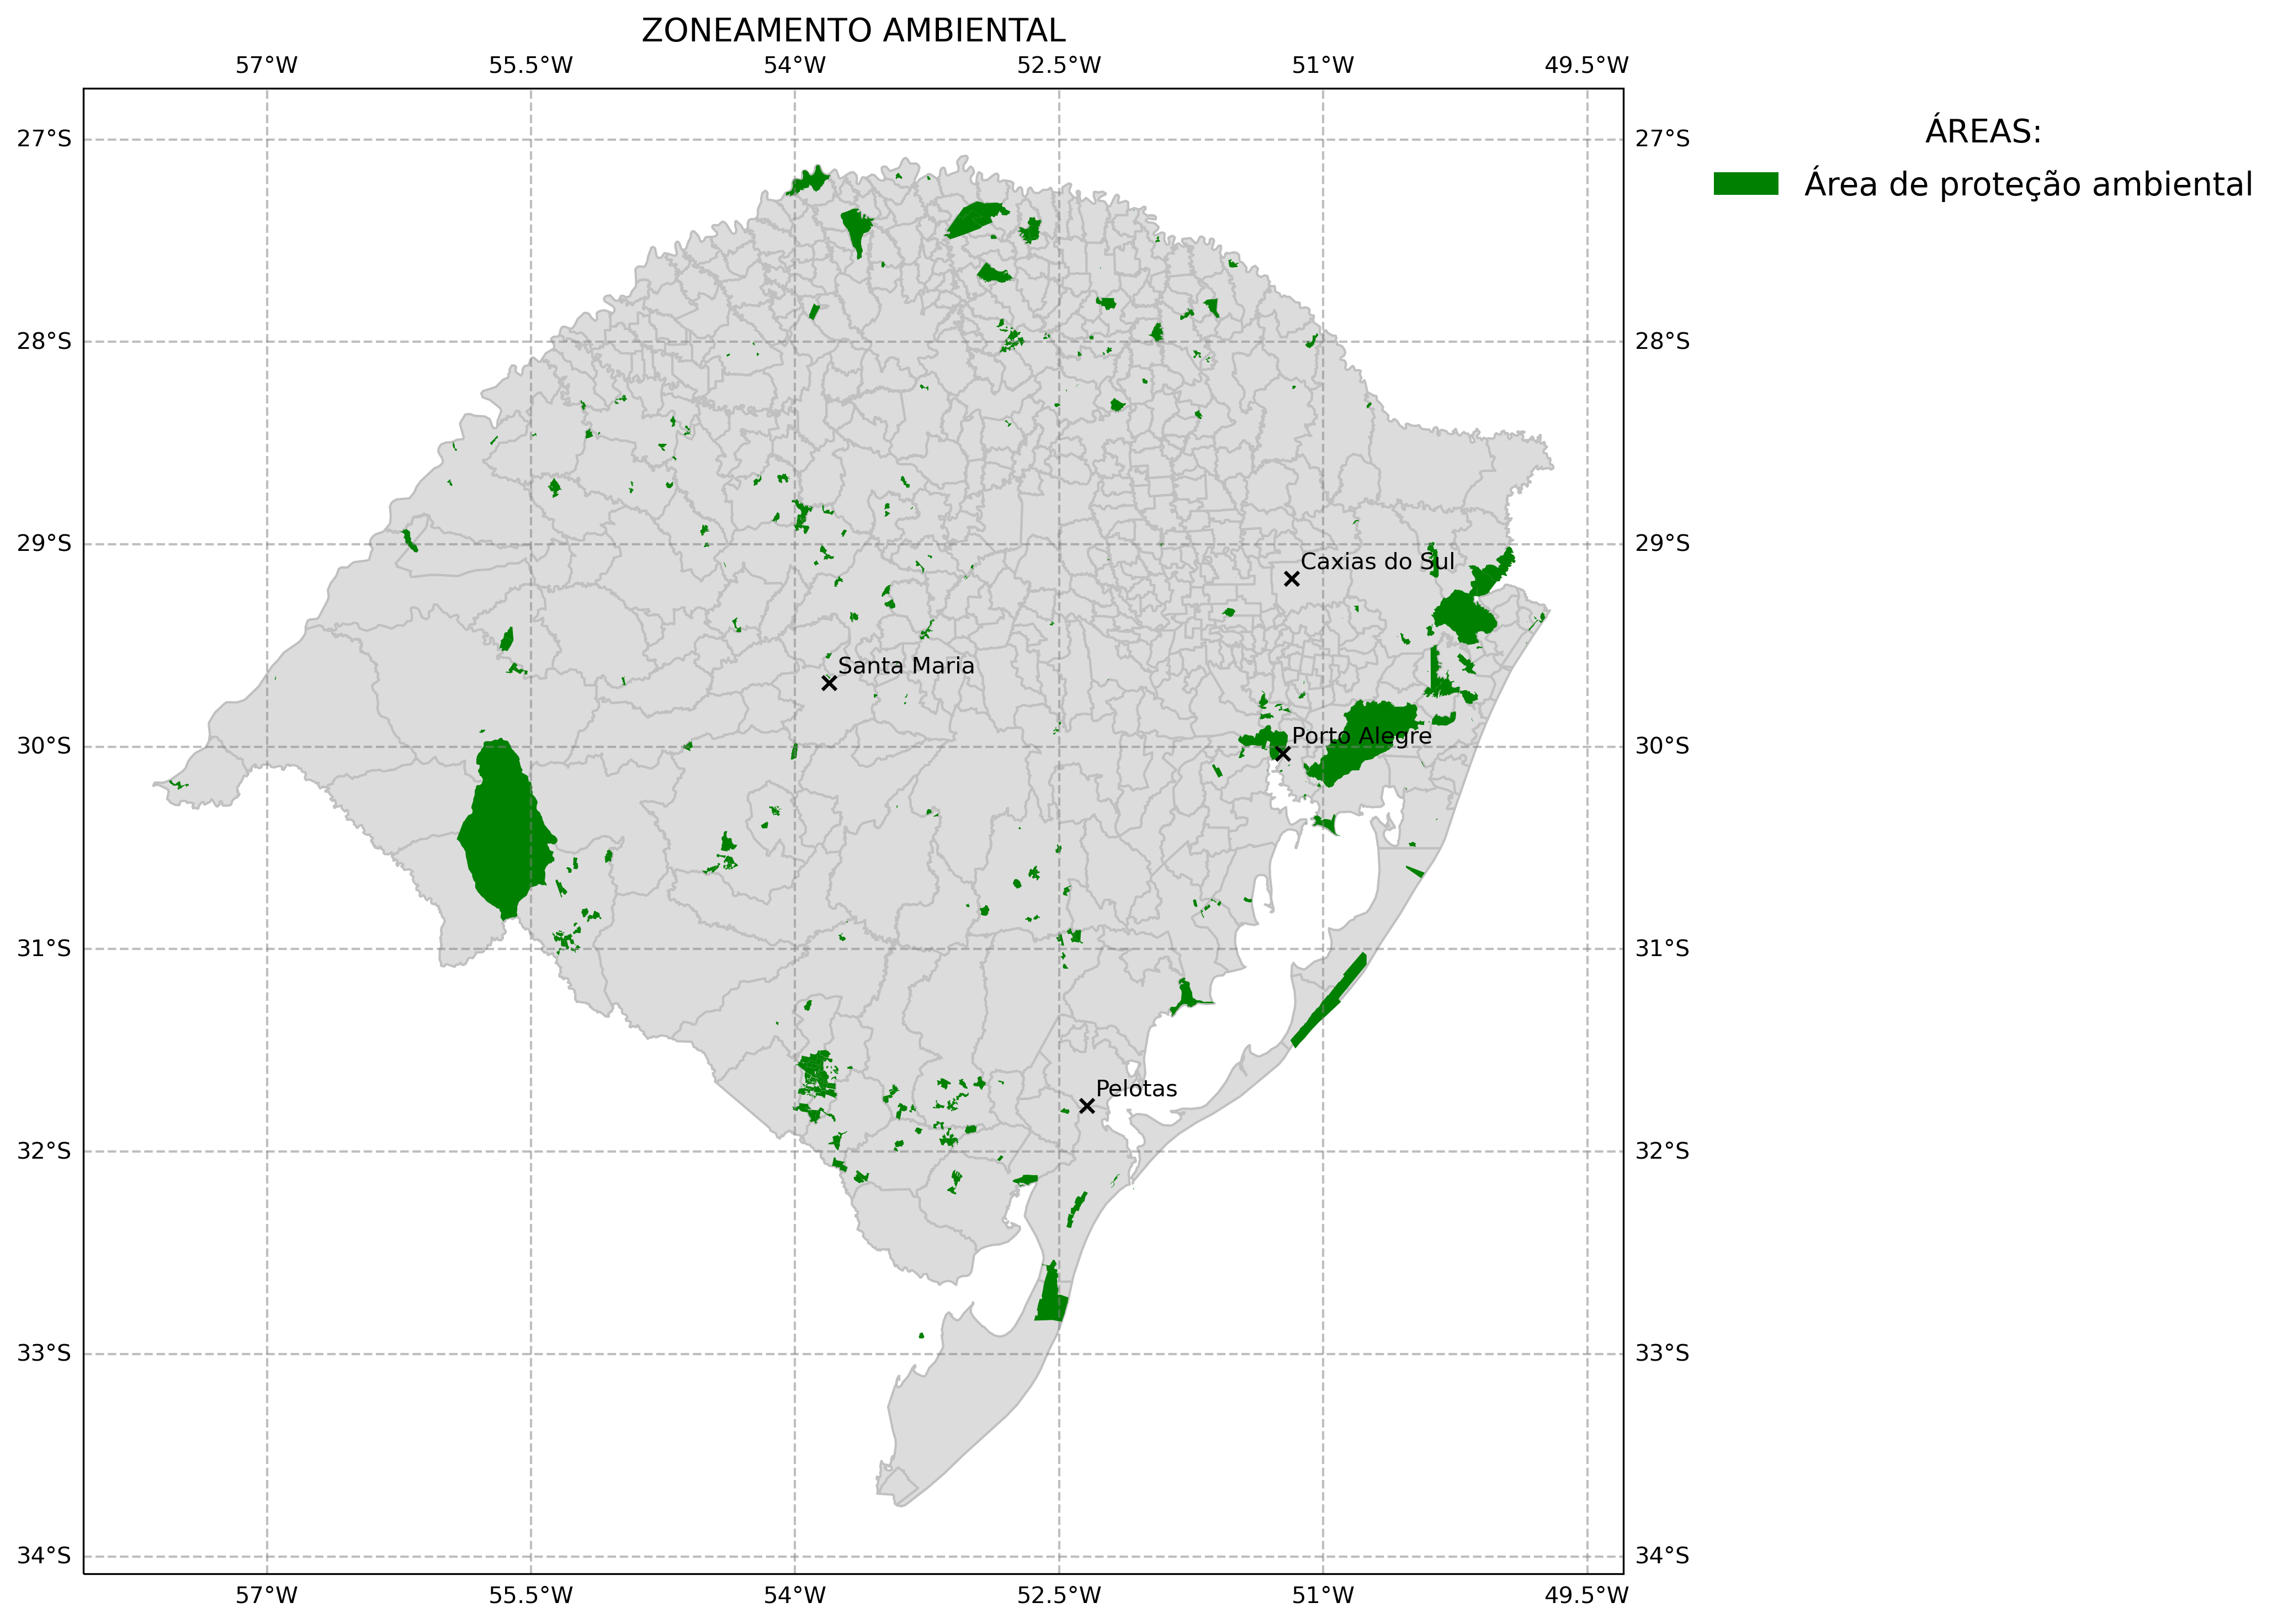 ZONEAMENTO AMBIENTAL
57°W 55.5°W 54°W 52.5°W 51°W 49.5°W
27°S 27°S
ÁREAS:
Área de proteção ambiental
28°S 28°S
29°S 29°S
Caxias do Sul
Santa Maria
Porto Alegre
30°S 30°S
31°S 31°S
Pelotas
32°S 32°S
33°S 33°S
34°S 34°S
57°W 55.5°W 54°W 52.5°W 51°W 49.5°W